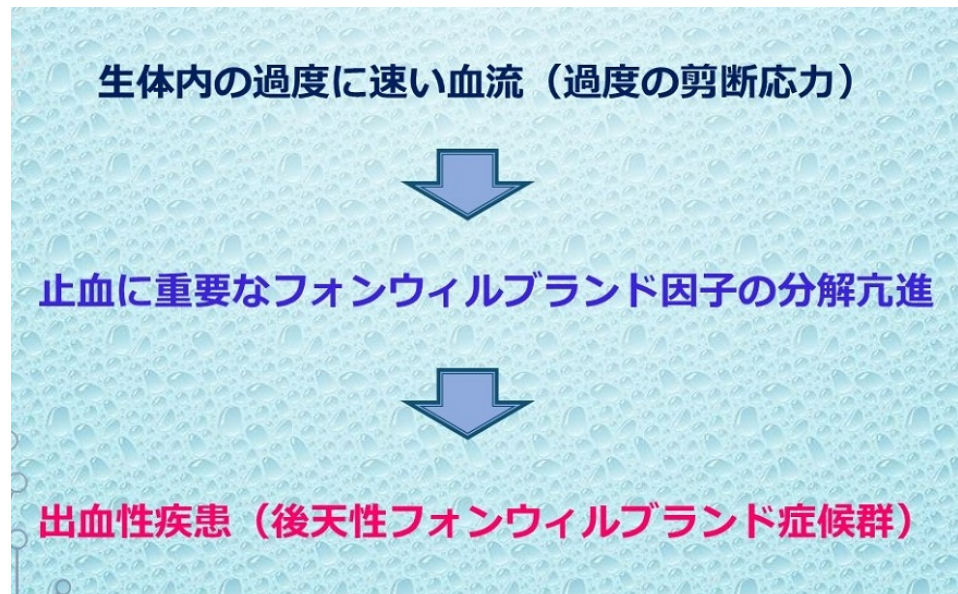 生体内の過度に速い血流（過度の剪断応力）
止血に重要なフォンウィルブランド因子の分解亢進
出血性疾患（後天性フォンウィルブランド症候群）